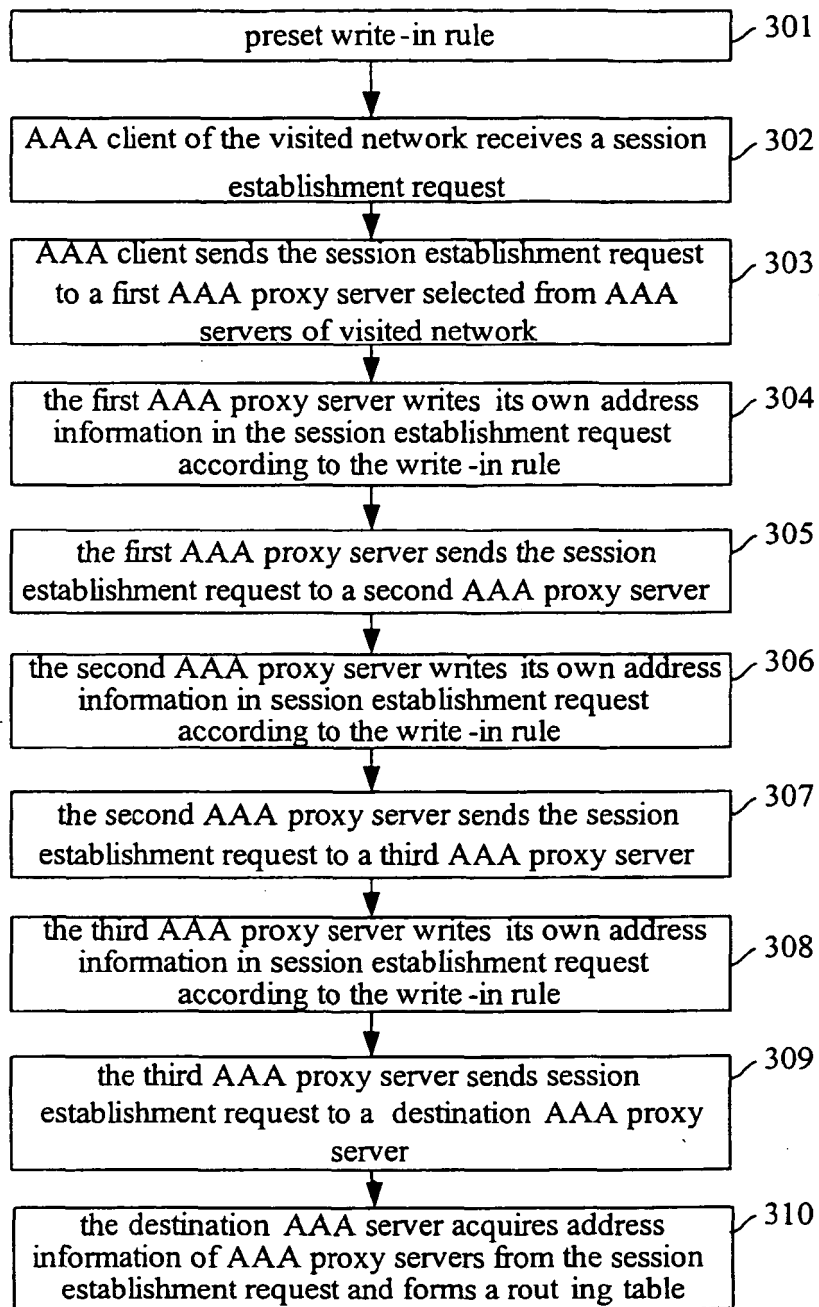 preset write-in rule
301
AAA client of the visited network receives a session
establishment request
302
AAA client sends the session establishment request
to a first AAA proxy server selected from AAA
servers of visited network
303
the first AAA proxy server writes its own address
information in the session establishment request
according to the write-in rule
304
the first AAA proxy server sends the session
establishment request to a second AAA proxy server
305
the second AAA proxy server writes its own address
information in session establishment request
according to the write-in rule
306
the second AAA proxy server sends the session
establishment request to a third AAA proxy server
307
the third AAA proxy server writes its own address
information in session establishment request
according to the write-in rule
308
the third AAA proxy server sends session
establishment request to a destination AAA proxy
server
309
the destination AAA server acquires address
information of AAA proxy servers from the session
establishment request and forms a rout ing table
310